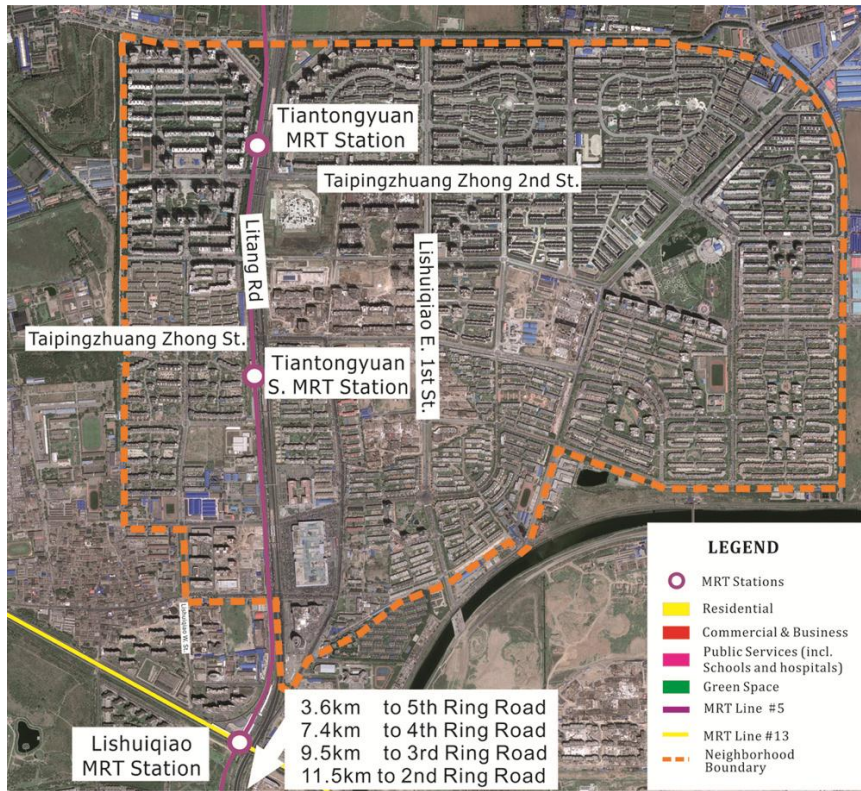 Tiantongyuan
MRT Station
Taipingzhuang Zhong 2nd St.
Litang Rd
Lishuiqiao E. 1st St.
Taipingzhuang Zhong St.
Tiantongyuan
S. MRT Station
Lishuiqiao W. St.
Lishuiqiao
MRT Station
3.6km to 5th Ring Road
7.4km to 4th Ring Road
9.5km to 3rd Ring Road
11.5km to 2nd Ring Road
LEGEND
MRT Stations
Residential
Commercial & Business
Public Services (incl.
Schools and hospitals)
Green Space
MRT Line #5
MRT Line #13
Neighborhood
Boundary